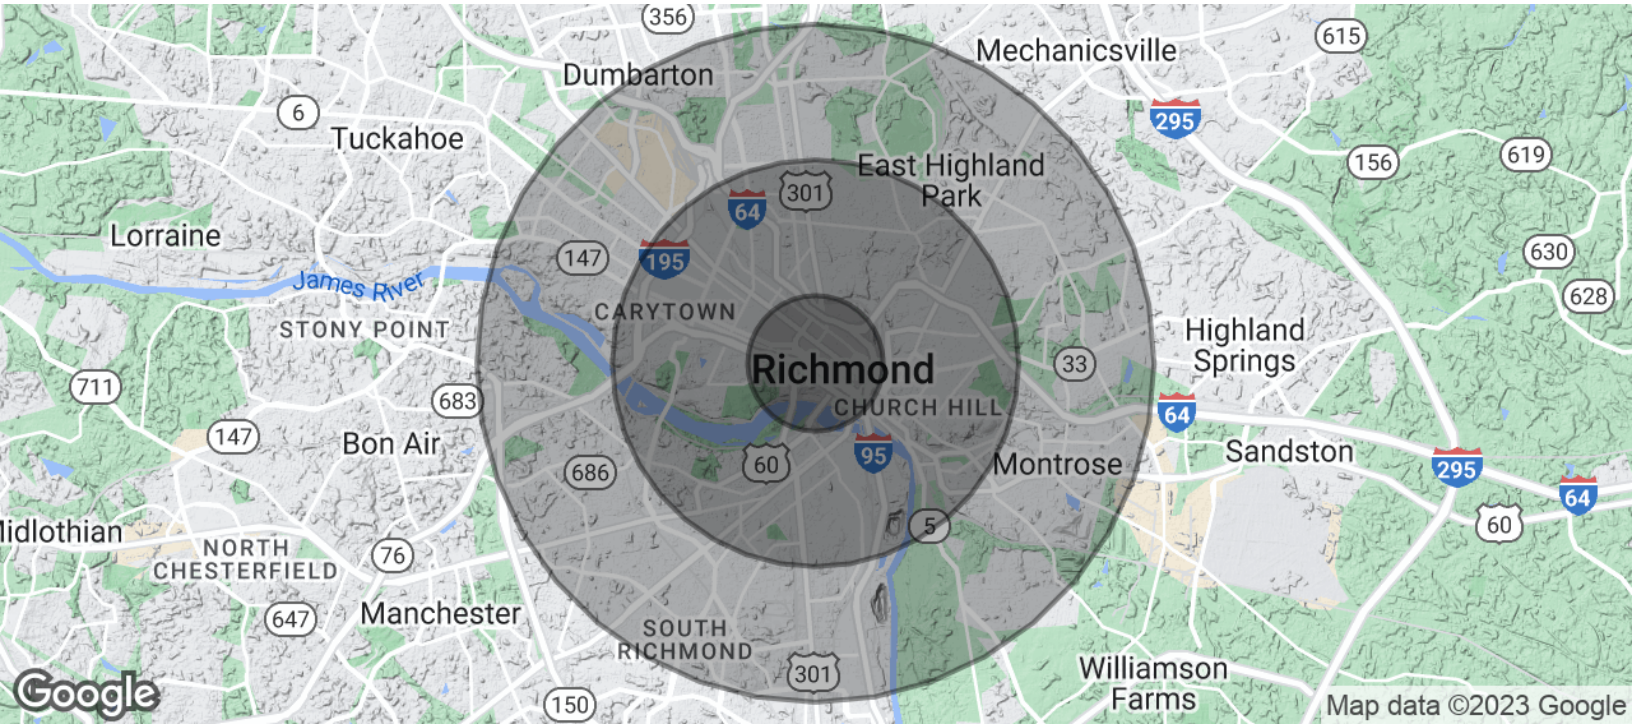 356
615
Mechanicsville
Dumbarton
6
295
Tuckahoe
156
619
East Highland
Park
301
64
Lorraine
147
195
630
James River
628
CARYTOWN
STONY POINT
Highland
Springs
33
Richmond
711
683
CHURCH HILL
64
147
Bon Air
686
60
95
Montrose
Sandston
295
64
5
60
Midlothian
76
NORTH
CHESTERFIELD
647
Manchester
SOUTH
RICHMOND
301
Williamson
Farms
150
Google
Map data ©2023 Google